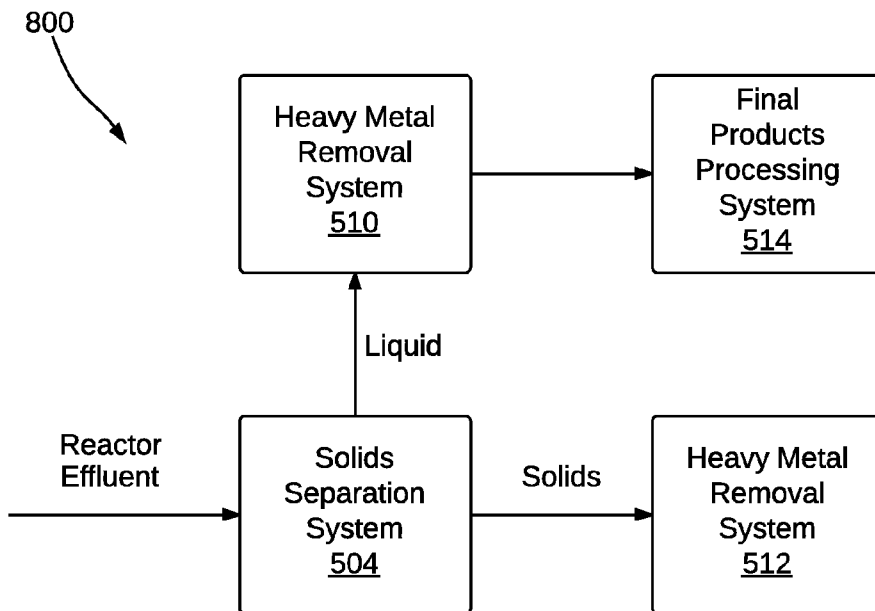 800
Heavy Metal
Removal
System
510
Final
Products
Processing
System
514
Liquid
Reactor
Effluent
Solids
Separation
System
504
Solids
Heavy Metal
Removal
System
512